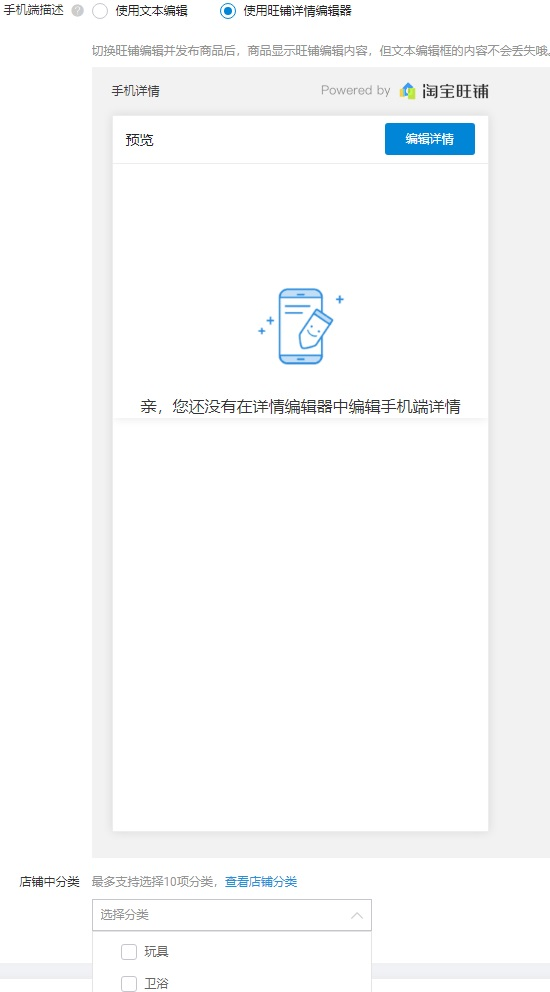 手机端描述 ? 使用文本编辑 使用旺铺详情编辑器
切换旺铺编辑并发布商品后，商品显示旺铺编辑内容，但文本编辑框的内容不会丢失哦。
手机详情 Powered by 淘宝旺铺
预览 编辑详情
亲，您还没有在详情编辑器中编辑手机端详情
店铺中分类 最多支持选择10项分类，查看店铺分类
选择分类
玩具
卫浴